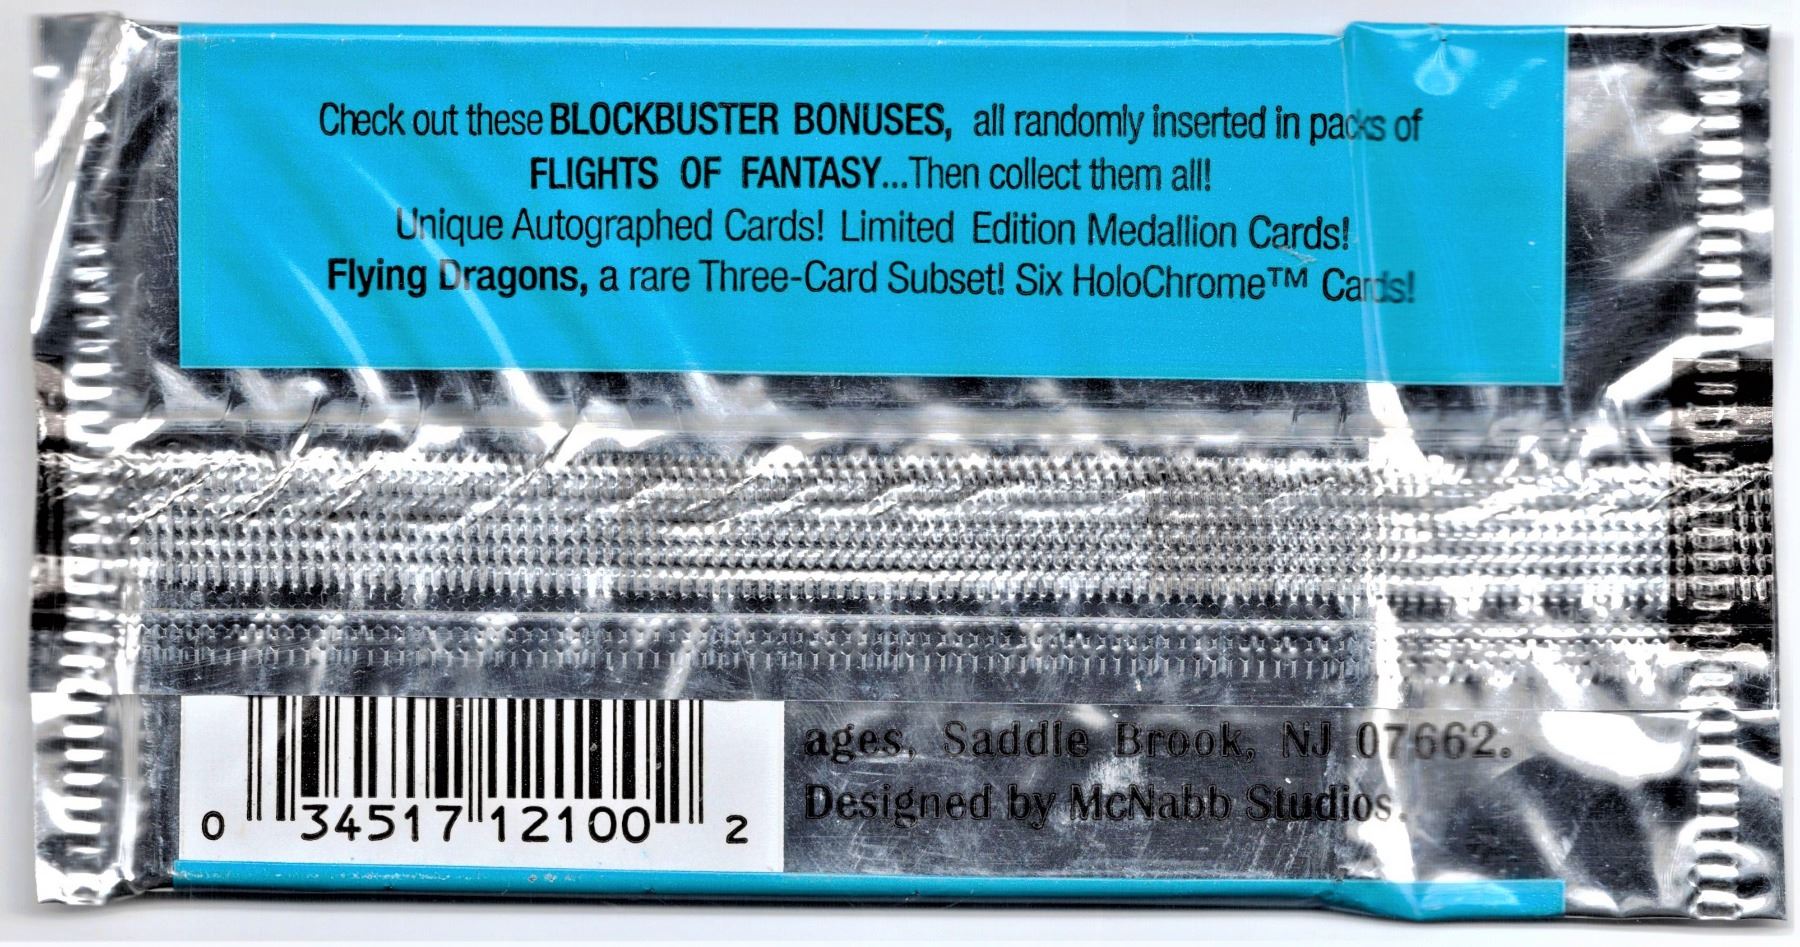 Check out these BLOCKBUSTER BONUSES, all randomly inserted in packs of
FLIGHTS OF FANTASY...Then collect them all!
Unique Autographed Cards! Limited Edition Medallion Cards!
Flying Dragons, a rare Three-Card Subset! Six HoloChrome™ Cards!
ages, Saddle Brook, NJ 07662.
Designed by McNabb Studios.
0 34517 12100 2